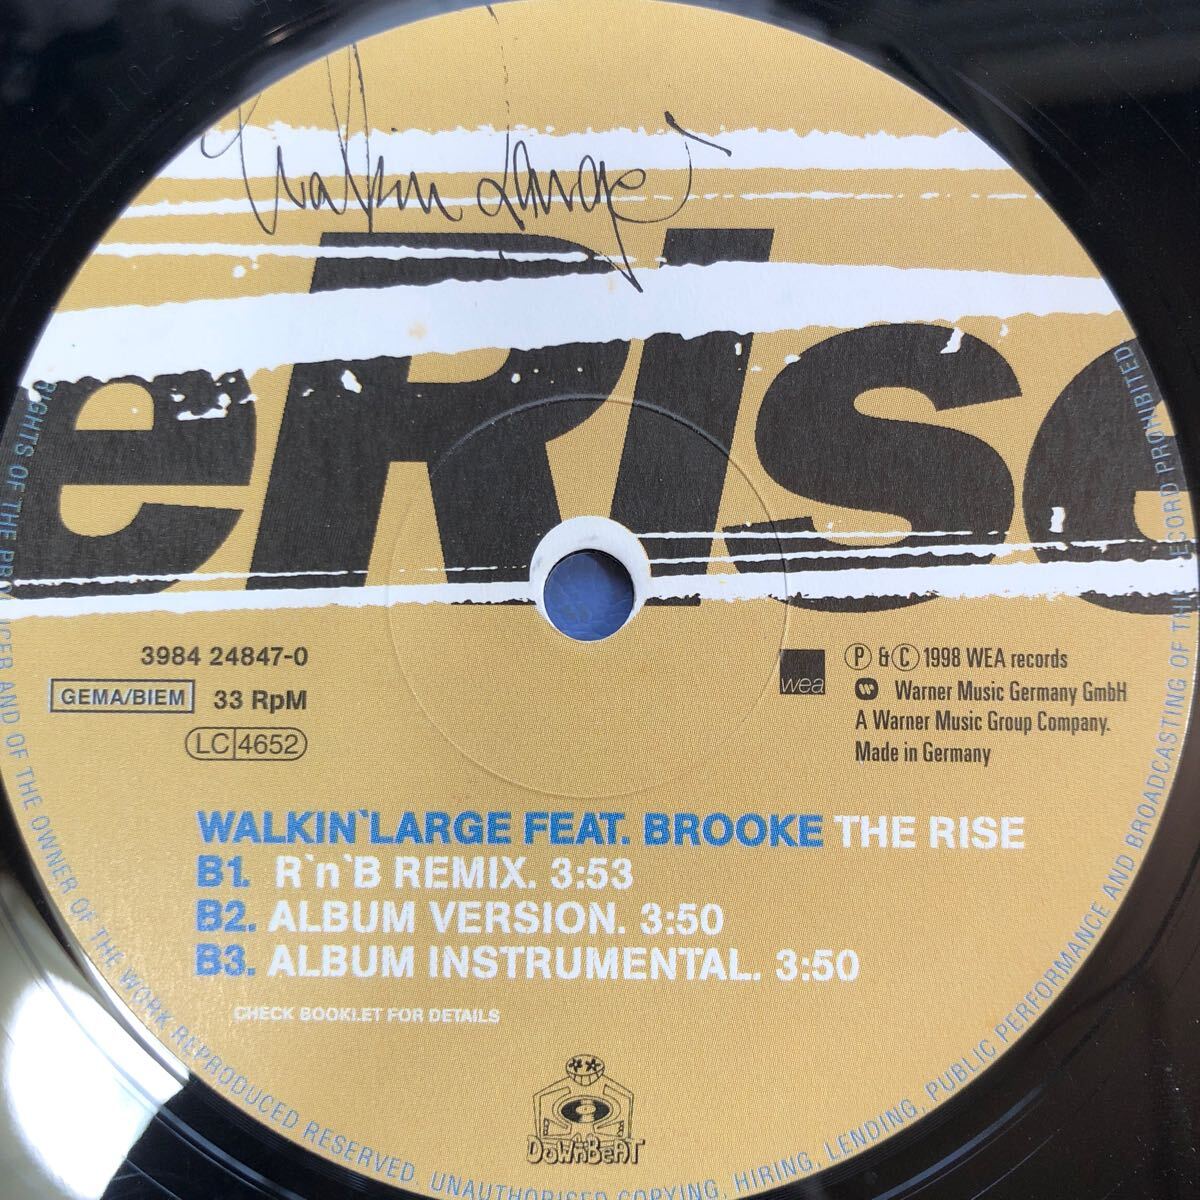 Walkin' Large
eRise
3984 24847-0
GEMA/BIEM 33 RpM
LC 4652
wea
Ⓟ & Ⓒ 1998 WEA records
Warner Music Germany GmbH
A Warner Music Group Company.
Made in Germany
WALKIN`LARGE FEAT. BROOKE THE RISE
B1. R`n`B REMIX. 3:53
B2. ALBUM VERSION. 3:50
B3. ALBUM INSTRUMENTAL. 3:50
CHECK BOOKLET FOR DETAILS
DOWNBEAT
RIGHTS OF THE PRODUCER AND OF THE OWNER OF THE WORK REPRODUCED RESERVED. UNAUTHORISED COPYING, HIRING, LENDING, PUBLIC PERFORMANCE AND BROADCASTING OF THE RECORD PROHIBITED